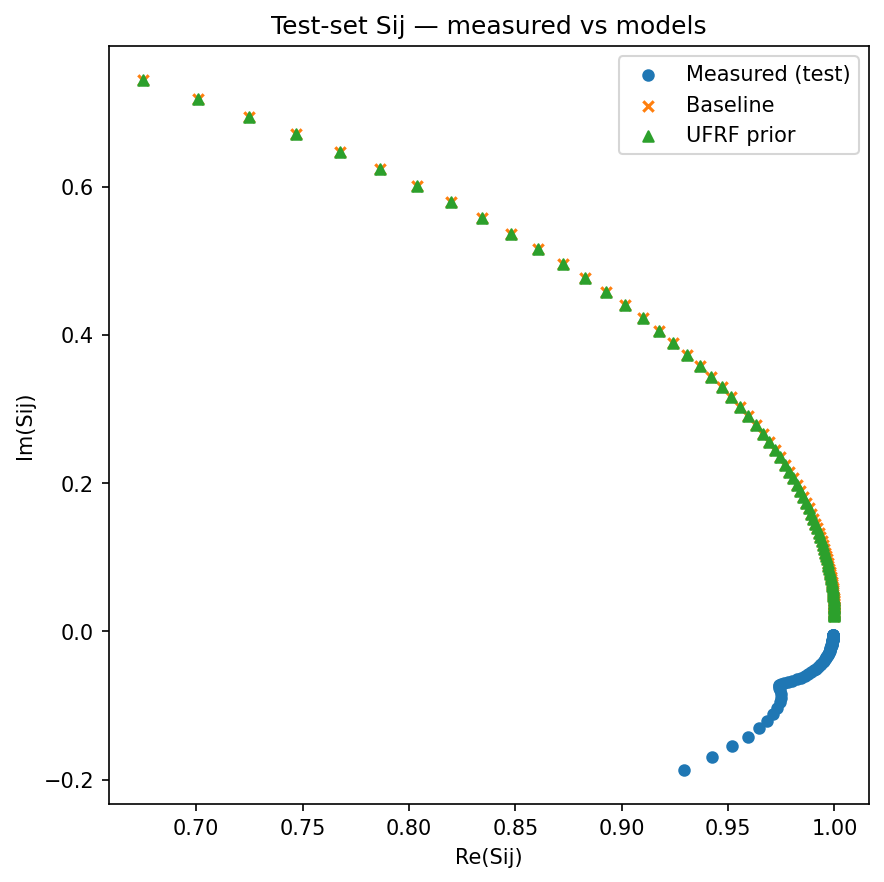 Test-set Sij — measured vs models
Measured (test)
Baseline
UFRF prior
Im(Sij)
0.6
0.4
0.2
0.0
−0.2
0.70 0.75 0.80 0.85 0.90 0.95 1.00
Re(Sij)